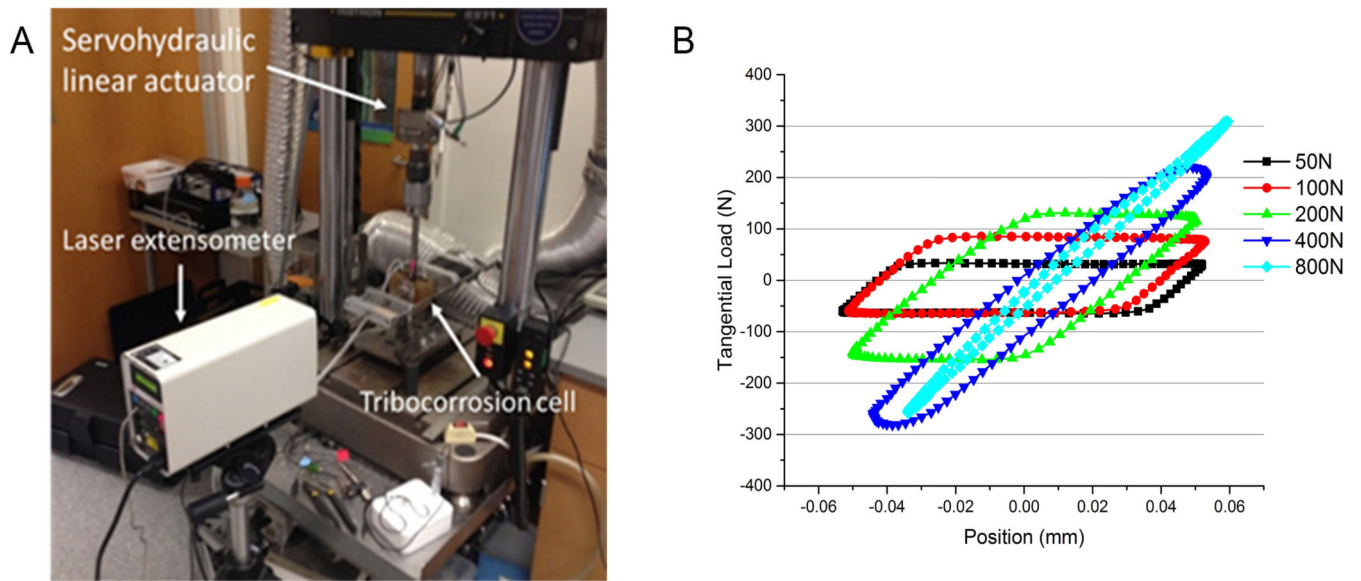 A
Servohydraulic
linear actuator
Laser extensometer
Tribocorrosion cell
B
Tangential Load (N)
400
300
200
100
0
-100
-200
-300
-400
-0.06
-0.04
-0.02
0.00
0.02
0.04
0.06
Position (mm)
50N
100N
200N
400N
800N